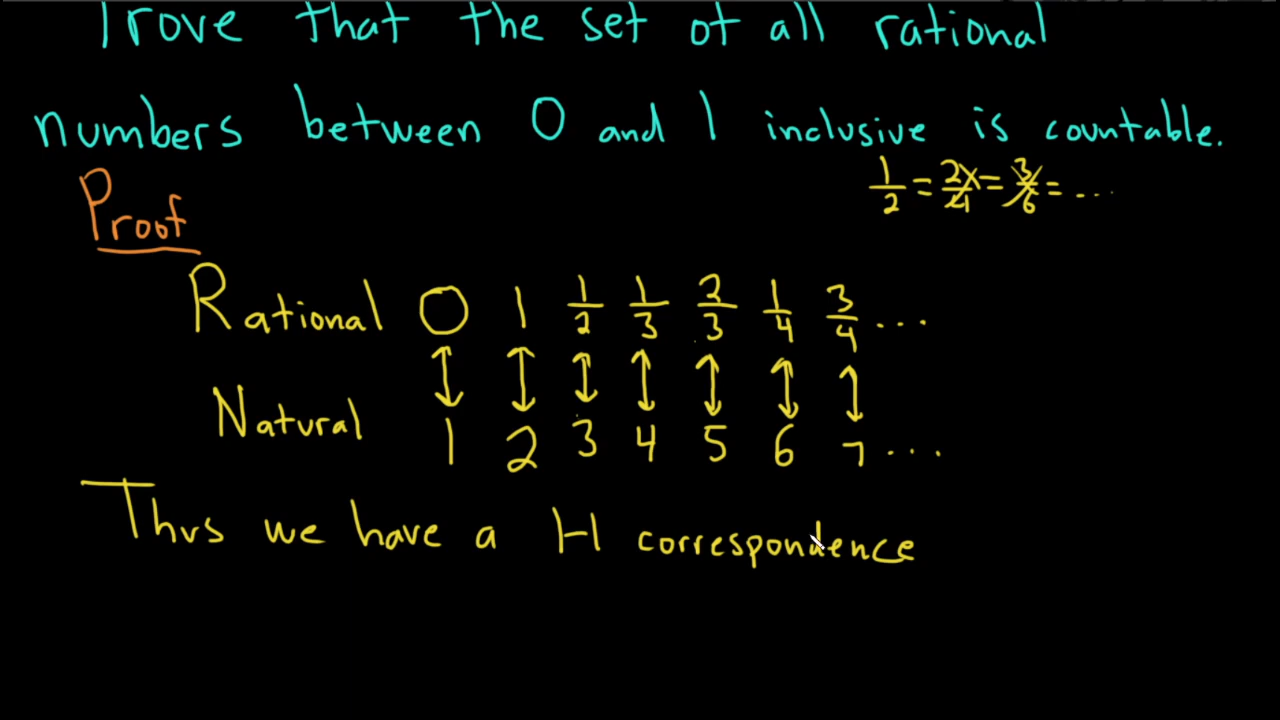 Prove that the set of all rational
numbers between 0 and 1 inclusive is countable.
Proof
1/2 = 2/4 = 3/6 = ...
Rational 0 1 1/2 1/3 2/3 1/4 3/4 ...
↕ ↕ ↕ ↕ ↕ ↕ ↕
Natural 1 2 3 4 5 6 7 ...
Thus we have a 1-1 correspondence